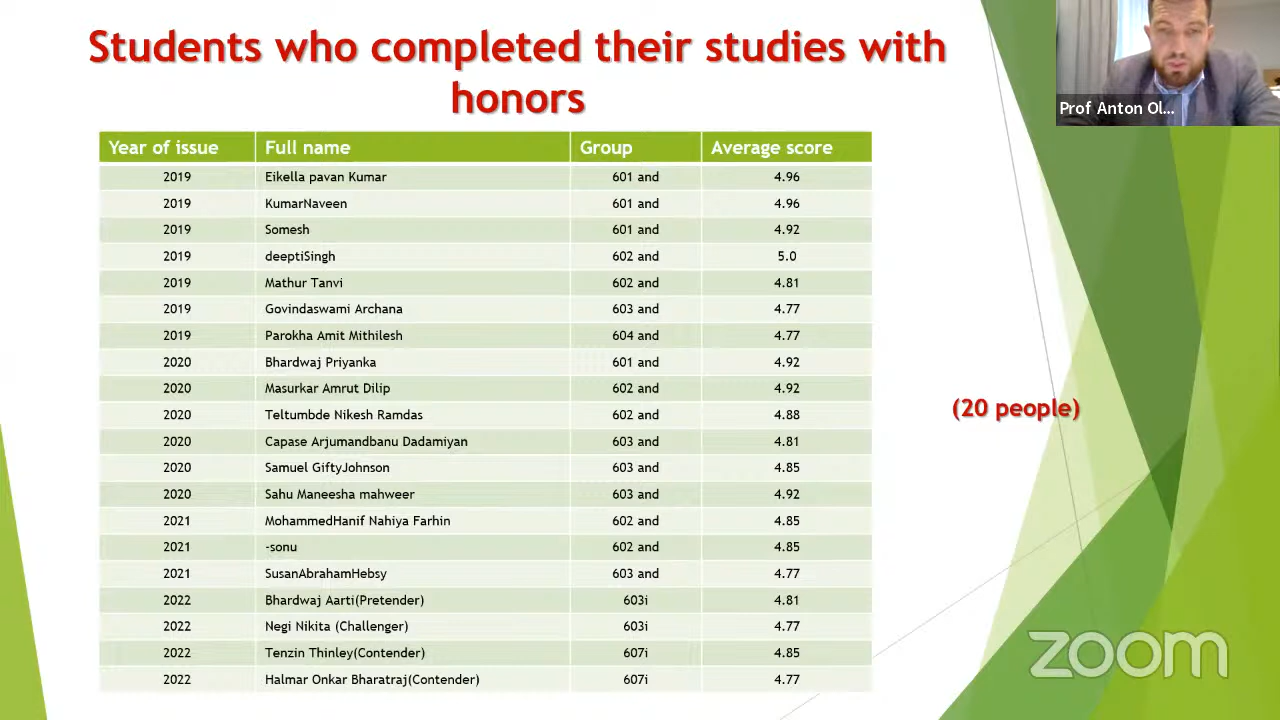 Students who completed their studies with
honors
Prof Anton Ol...
Year of issue Full name Group Average score
2019 Eikella pavan Kumar 601 and 4.96
2019 KumarNaveen 601 and 4.96
2019 Somesh 601 and 4.92
2019 deeptiSingh 602 and 5.0
2019 Mathur Tanvi 602 and 4.81
2019 Govindaswami Archana 603 and 4.77
2019 Parokha Amit Mithilesh 604 and 4.77
2020 Bhardwaj Priyanka 601 and 4.92
2020 Masurkar Amrut Dilip 602 and 4.92
2020 Teltumbde Nikesh Ramdas 602 and 4.88
2020 Capase Arjumandbanu Dadamiyan 603 and 4.81
2020 Samuel GiftyJohnson 603 and 4.85
2020 Sahu Maneesha mahweer 603 and 4.92
2021 MohammedHanif Nahiya Farhin 602 and 4.85
2021 -sonu 602 and 4.85
2021 SusanAbrahamHebsy 603 and 4.77
2022 Bhardwaj Aarti(Pretender) 603i 4.81
2022 Negi Nikita (Challenger) 603i 4.77
2022 Tenzin Thinley(Contender) 607i 4.85
2022 Halmar Onkar Bharatraj(Contender) 607i 4.77
(20 people)
zoom